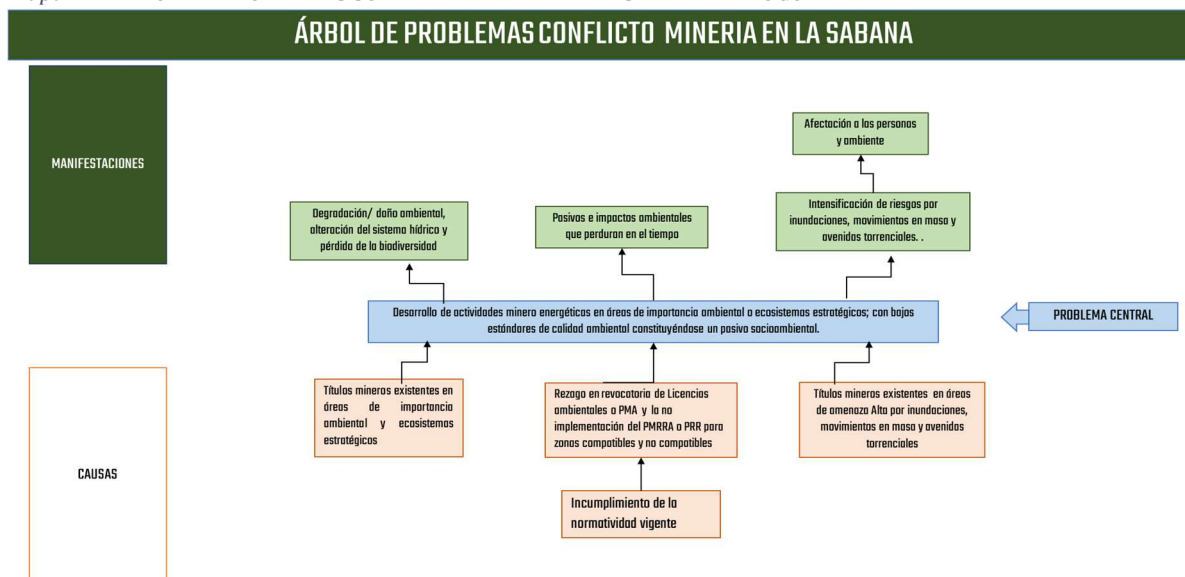 ÁRBOL DE PROBLEMAS CONFLICTO MINERIA EN LA SABANA
MANIFESTACIONES
Afectación a las personas
y ambiente
Degradación/ daño ambiental,
alteración del sistema hídrico y
pérdida de la biodiversidad
Pasivos e impactos ambientales
que perduran en el tiempo
Intensificación de riesgos por
inundaciones, movimientos en masa y
avenidas torrenciales. .
Desarrollo de actividades minero energéticas en áreas de importancia ambiental o ecosistemas estratégicos; con bajos
estándares de calidad ambiental constituyéndose un pasivo socioambiental.
PROBLEMA CENTRAL
Títulos mineros existentes en
áreas de importancia
ambiental y ecosistemas
estratégicos
Rezago en revocatoria de Licencias
ambientales o PMA y la no
implementación del PMRRA o PRR para
zonas compatibles y no compatibles
Títulos mineros existentes en áreas
de amenaza Alta por inundaciones,
movimientos en masa y avenidas
torrenciales
CAUSAS
Incumplimiento de la
normatividad vigente